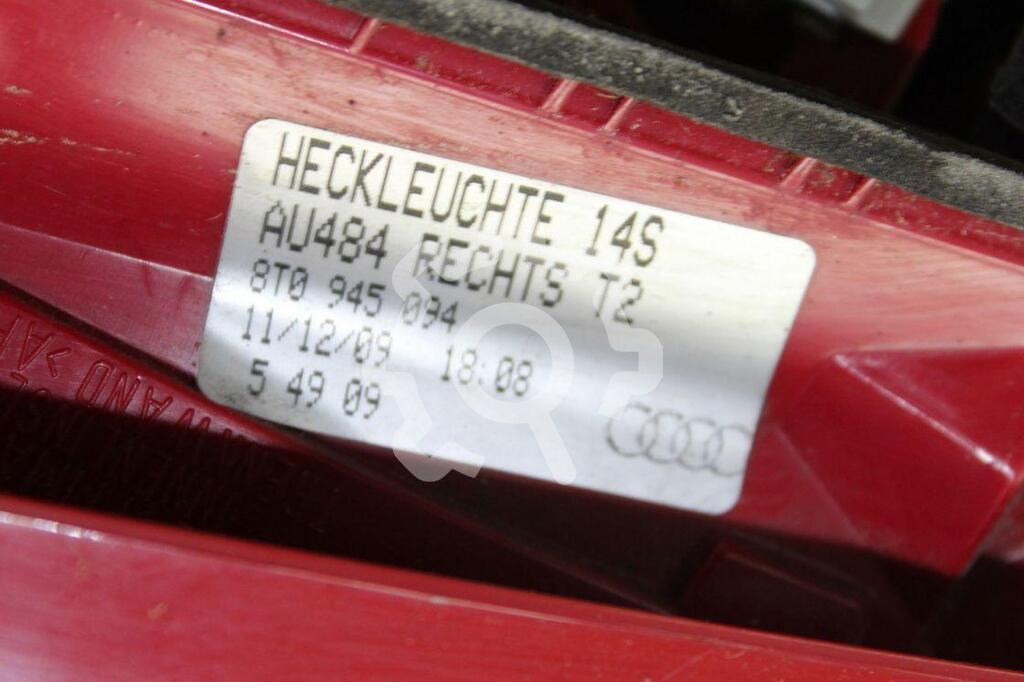 HECKLEUCHTE 14S
AU484 RECHTS T2
8T0 945 094
11/12/09 18:08
5 49 09